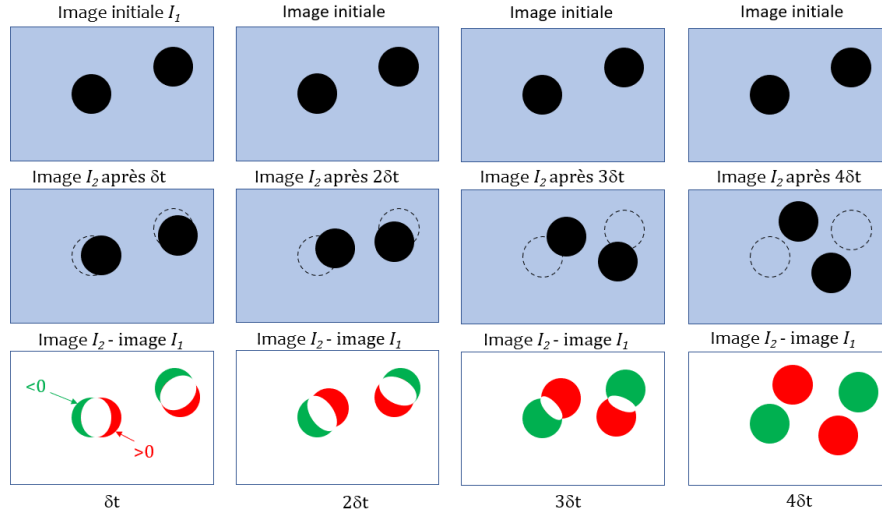 Image initiale I₁
Image initiale
Image initiale
Image initiale
Image I₂ après δt
Image I₂ après 2δt
Image I₂ après 3δt
Image I₂ après 4δt
Image I₂ - image I₁
Image I₂ - image I₁
Image I₂ - image I₁
Image I₂ - image I₁
<0
>0
δt
2δt
3δt
4δt